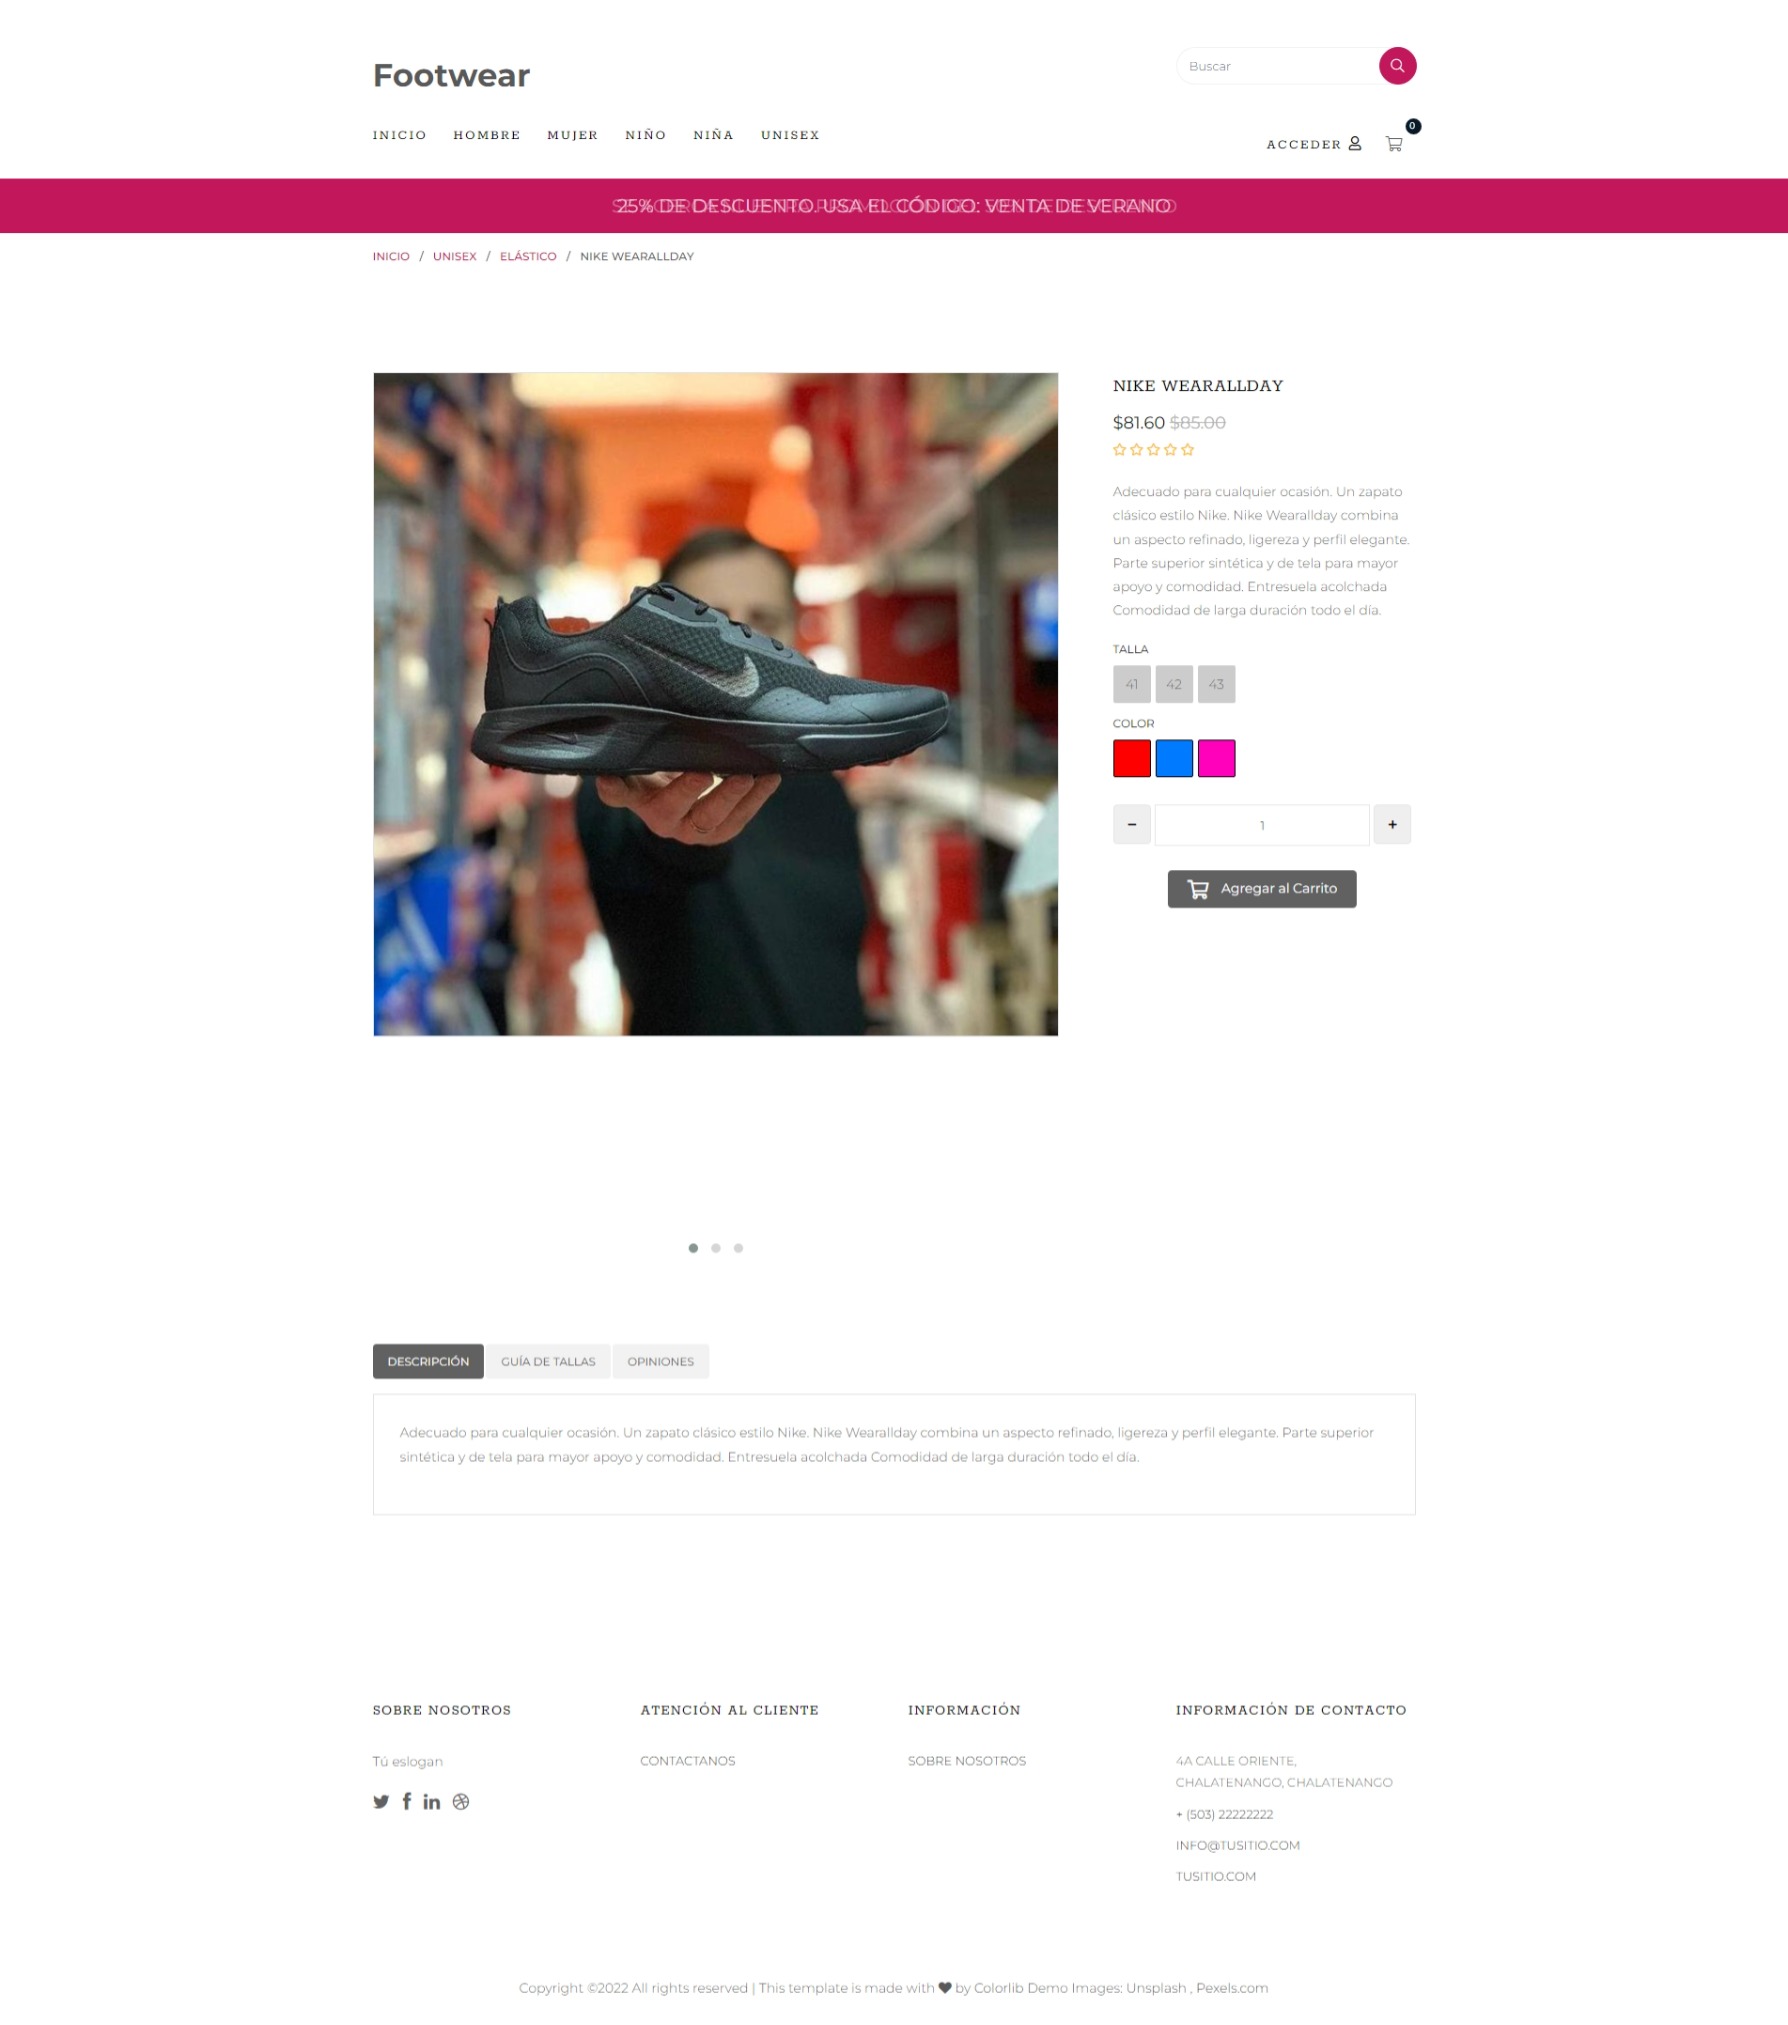 Footwear
Buscar
INICIO HOMBRE MUJER NIÑO NIÑA UNISEX
ACCEDER 0
25% DE DESCUENTO. USA EL CÓDIGO: VENTA DE VERANO
INICIO / UNISEX / ELÁSTICO / NIKE WEARALLDAY
NIKE WEARALLDAY
$81.60 $85.00
Adecuado para cualquier ocasión. Un zapato
clásico estilo Nike. Nike Wearallday combina
un aspecto refinado, ligereza y perfil elegante.
Parte superior sintética y de tela para mayor
apoyo y comodidad. Entresuela acolchada
Comodidad de larga duración todo el día.
TALLA
41 42 43
COLOR
− 1 +
Agregar al Carrito
DESCRIPCIÓN GUÍA DE TALLAS OPINIONES
Adecuado para cualquier ocasión. Un zapato clásico estilo Nike. Nike Wearallday combina un aspecto refinado, ligereza y perfil elegante. Parte superior
sintética y de tela para mayor apoyo y comodidad. Entresuela acolchada Comodidad de larga duración todo el día.
SOBRE NOSOTROS
Tú eslogan
ATENCIÓN AL CLIENTE
CONTACTANOS
INFORMACIÓN
SOBRE NOSOTROS
INFORMACIÓN DE CONTACTO
4A CALLE ORIENTE,
CHALATENANGO, CHALATENANGO
+ (503) 22222222
INFO@TUSITIO.COM
TUSITIO.COM
Copyright ©2022 All rights reserved | This template is made with ♥ by Colorlib Demo Images: Unsplash , Pexels.com